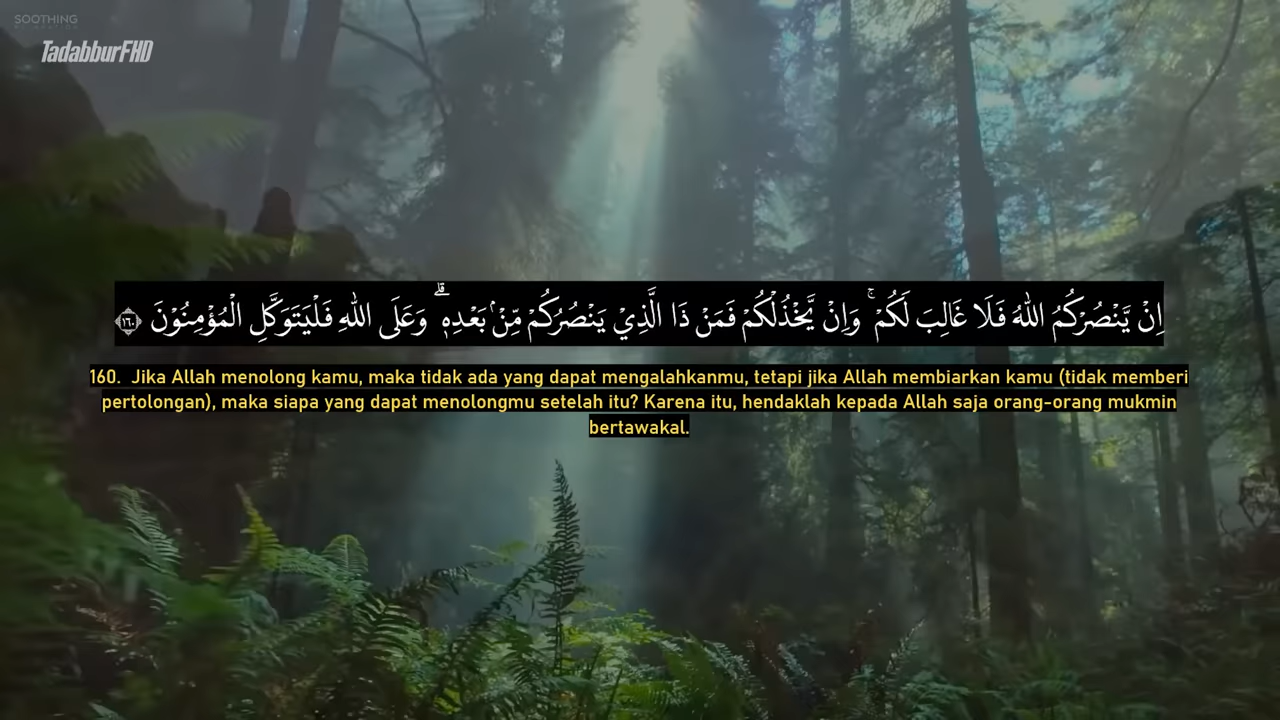 SOOTHING
TadabburFHD
اِنْ يَّنْصُرْكُمُ اللّٰهُ فَلَا غَالِبَ لَكُمْ ۚ وَاِنْ يَّخْذُلْكُمْ فَمَنْ ذَا الَّذِيْ يَنْصُرُكُمْ مِّنْۢ بَعْدِهٖ ۗ وَعَلَى اللّٰهِ فَلْيَتَوَكَّلِ الْمُؤْمِنُوْنَ ١٦٠
160. Jika Allah menolong kamu, maka tidak ada yang dapat mengalahkanmu, tetapi jika Allah membiarkan kamu (tidak memberi
pertolongan), maka siapa yang dapat menolongmu setelah itu? Karena itu, hendaklah kepada Allah saja orang-orang mukmin
bertawakal.